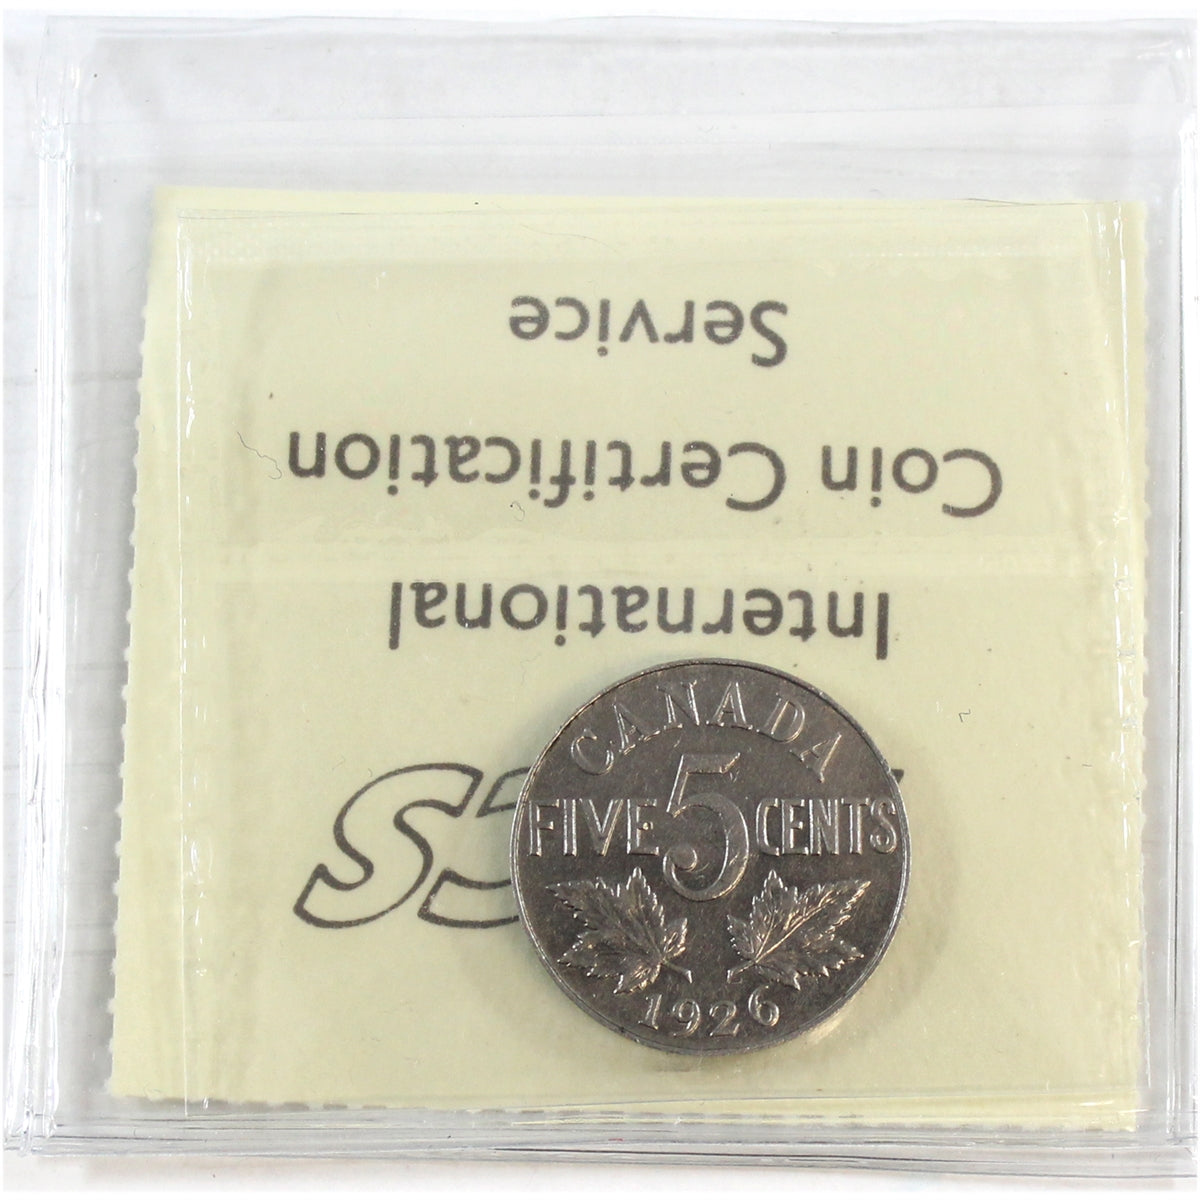 International
Coin Certification
Service
CANADA
FIVE 5 CENTS
1926